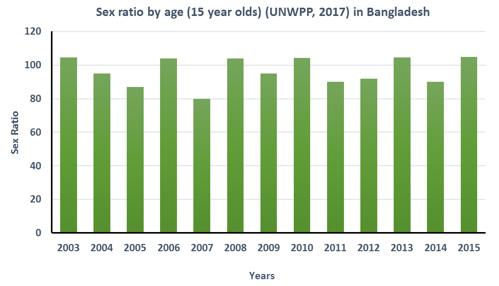 Sex ratio by age (15 year olds) (UNWPP, 2017) in Bangladesh
120
100
80
60
40
20
0
Sex Ratio
2003 2004 2005 2006 2007 2008 2009 2010 2011 2012 2013 2014 2015
Years